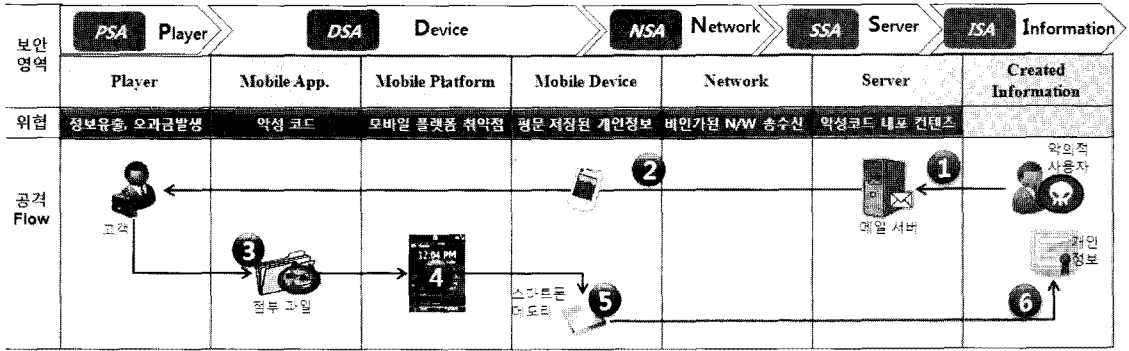 보안 영역
PSA Player
DSA Device
NSA Network
SSA Server
ISA Information
Player
Mobile App.
Mobile Platform
Mobile Device
Network
Server
Created Information
위협
정보유출, 오과금발생
악성 코드
모바일 플랫폼 취약점
평문 저장된 개인정보
비인가된 N/W 송수신
악성코드 내포 컨텐츠
공격 Flow
고객
2
메일 서버
1
악의적 사용자
3
첨부 파일
12:04 PM
4
스마트폰 메모리
5
6
개인 정보